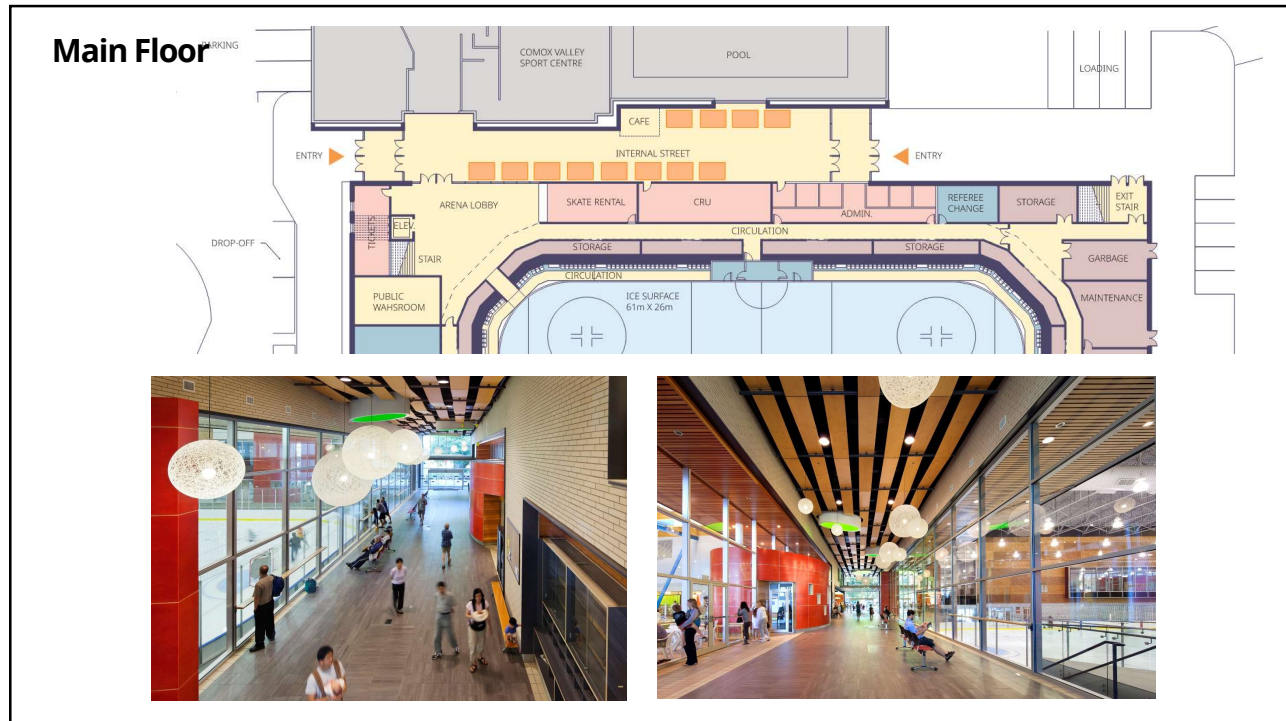 Main Floor
PARKING
COMOX VALLEY
SPORT CENTRE
POOL
LOADING
CAFE
ENTRY
INTERNAL STREET
ENTRY
TICKETS
ARENA LOBBY
SKATE RENTAL
CRU
ADMIN.
REFEREE
CHANGE
STORAGE
EXIT
STAIR
ELEV.
CIRCULATION
DROP-OFF
STAIR
STORAGE
STORAGE
GARBAGE
CIRCULATION
PUBLIC
WAHSROOM
ICE SURFACE
61m X 26m
MAINTENANCE